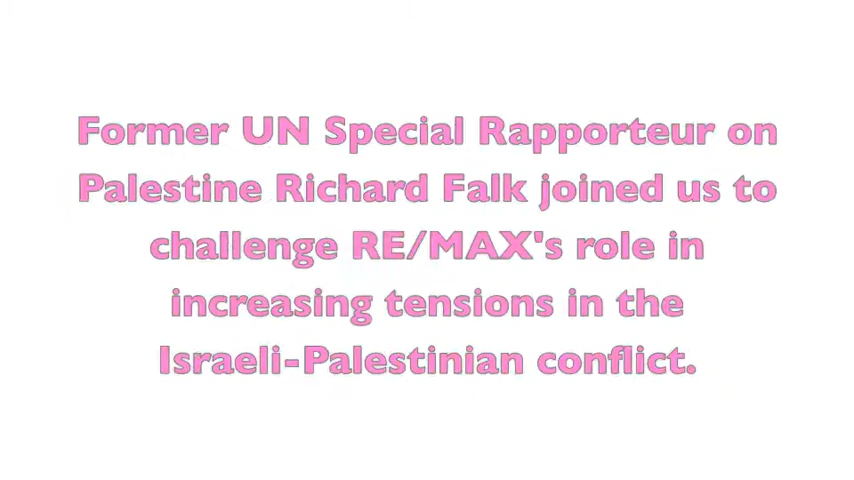 Former UN Special Rapporteur on
Palestine Richard Falk joined us to
challenge RE/MAX's role in
increasing tensions in the
Israeli-Palestinian conflict.